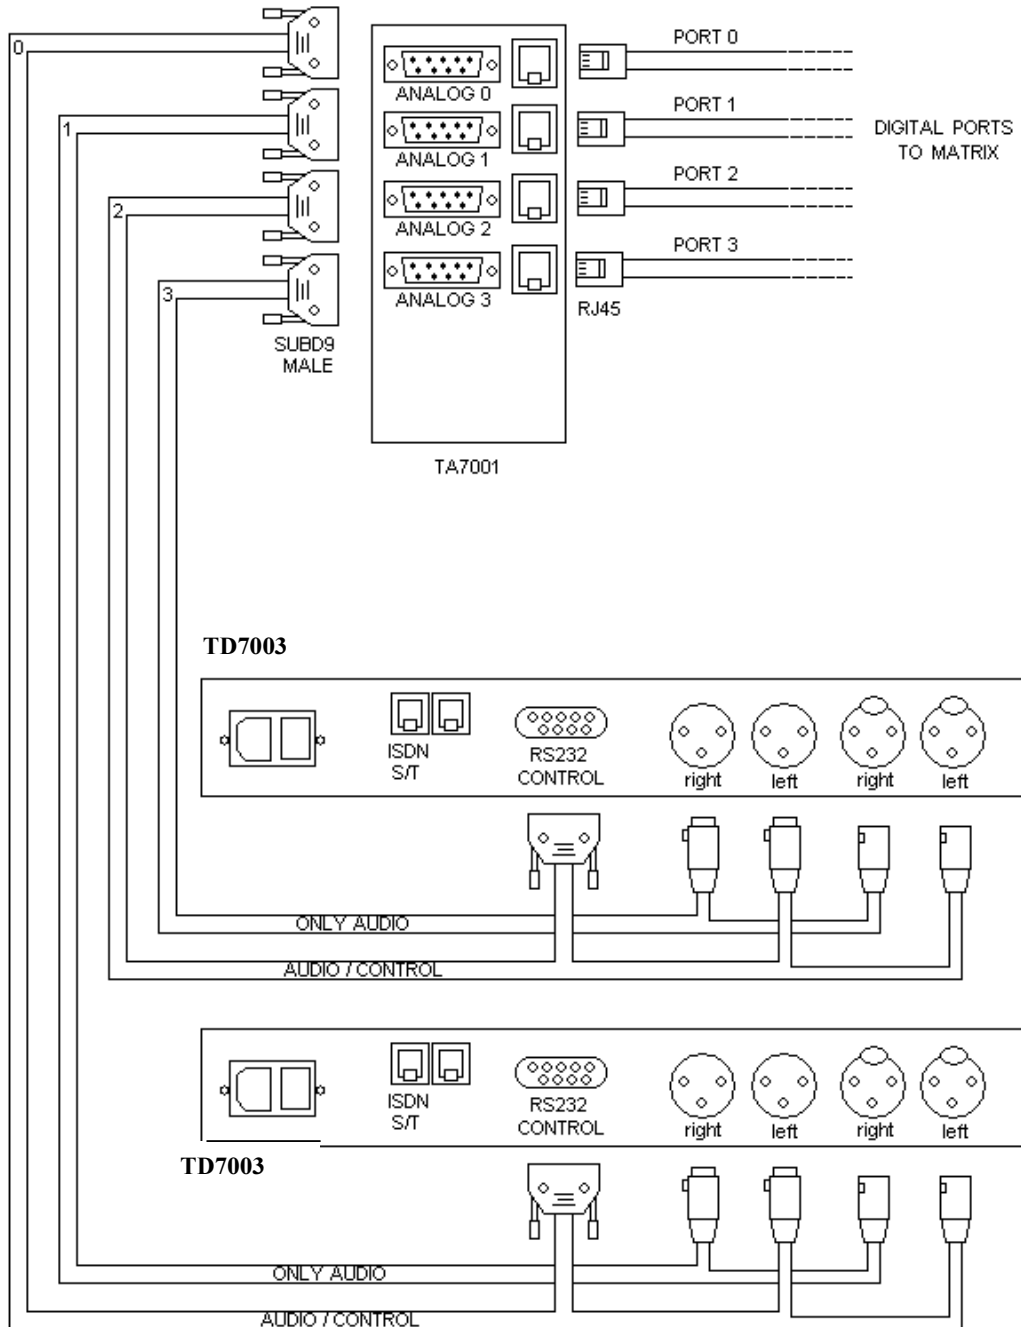 0
PORT 0
ANALOG 0
1
PORT 1
DIGITAL PORTS
TO MATRIX
ANALOG 1
2
PORT 2
ANALOG 2
3
PORT 3
ANALOG 3
RJ45
SUBD9
MALE
TA7001
TD7003
ISDN
S/T
RS232
CONTROL
right
left
right
left
ONLY AUDIO
AUDIO / CONTROL
ISDN
S/T
RS232
CONTROL
right
left
right
left
TD7003
ONLY AUDIO
AUDIO / CONTROL